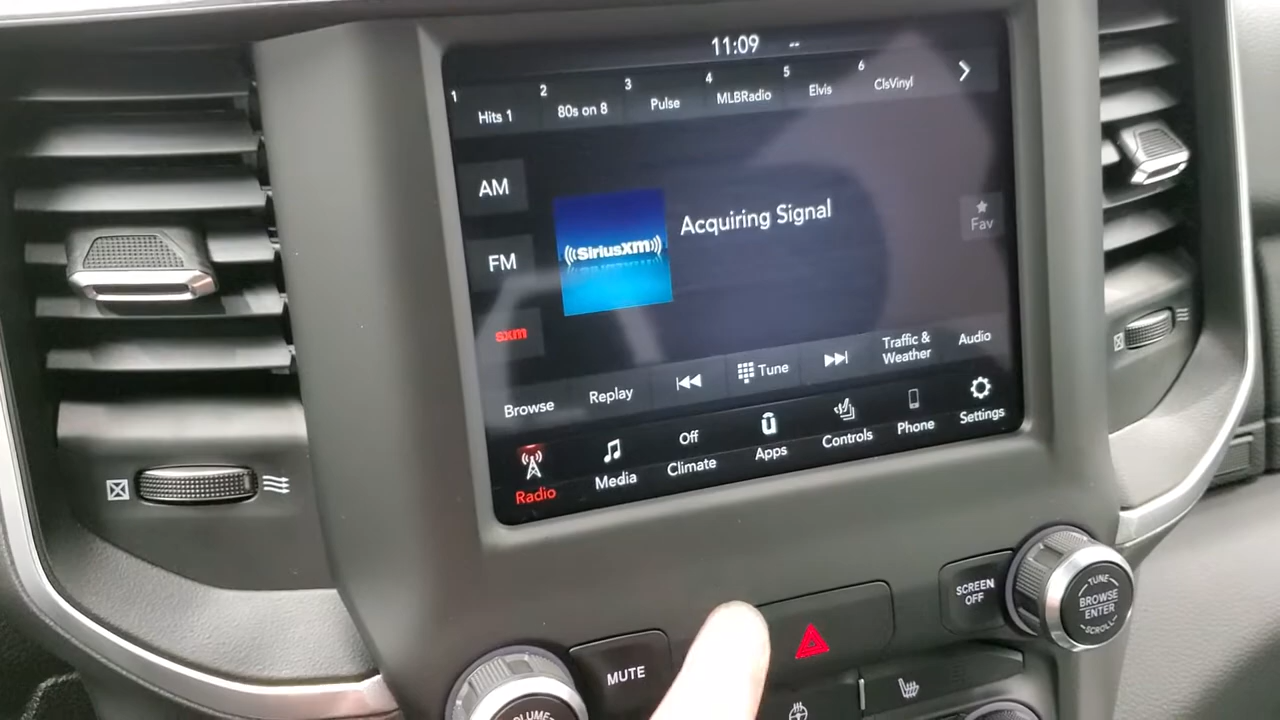 11:09 --
1 Hits 1
2 80s on 8
3 Pulse
4 MLBRadio
5 Elvis
6 ClsVinyl
AM
FM
sxm
((SiriusXM))
Acquiring Signal
Fav
Browse
Replay
Tune
Traffic &
Weather
Audio
Radio
Media
Off
Climate
Apps
Controls
Phone
Settings
SCREEN
OFF
TUNE
BROWSE
ENTER
SCROLL
MUTE
VOLUME